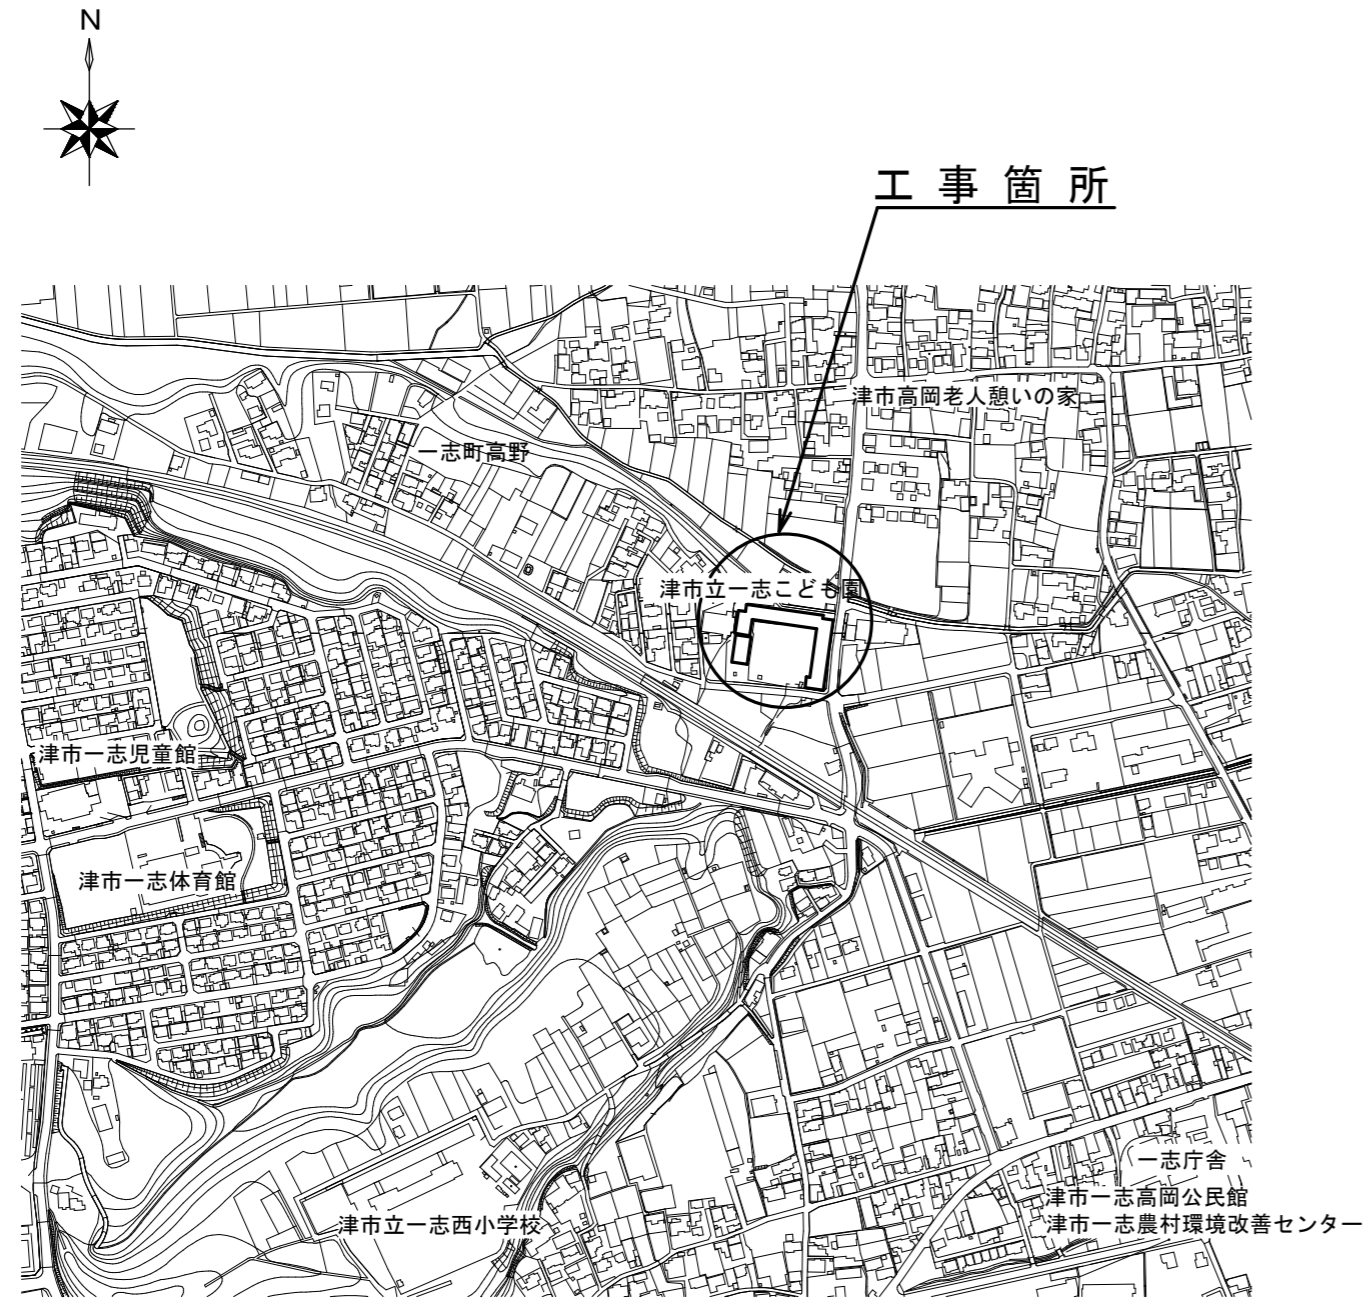 N
工事箇所
津市高岡老人憩いの家
一志町高野
津市立一志こども園
津市一志児童館
津市一志体育館
一志庁舎
津市一志高岡公民館
津市立一志西小学校
津市一志農村環境改善センター